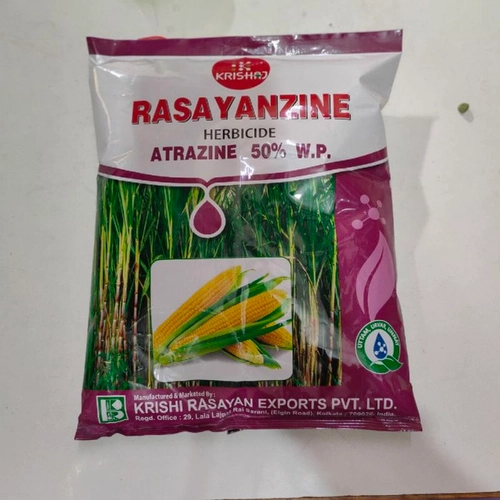 KRISHAJ
RASAYANZINE
HERBICIDE
ATRAZINE 50% W.P.
Manufactured & Marketed by:
KRISHI RASAYAN EXPORTS PVT. LTD.
Regd. Office : 29, Lala Lajpat Rai Sarani, (Elgin Road), Kolkata India.